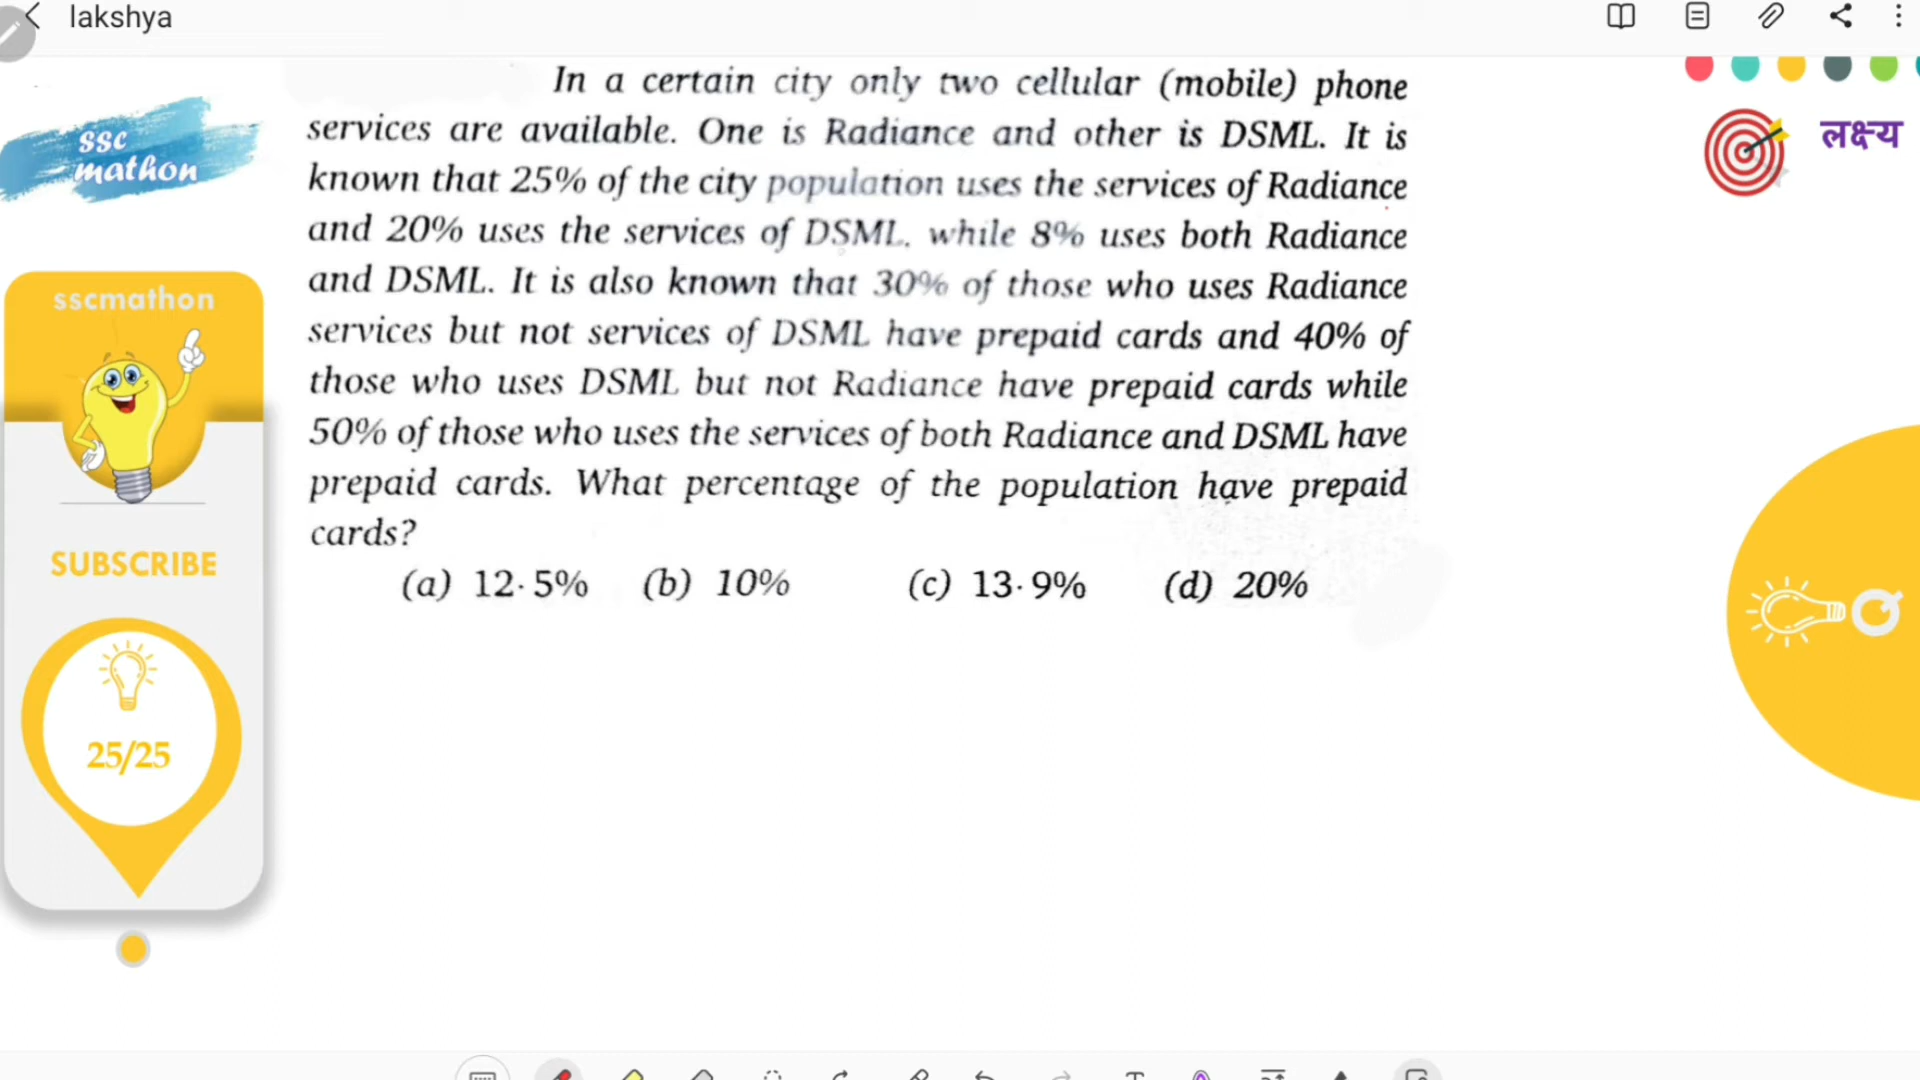 lakshya
In a certain city only two cellular (mobile) phone
services are available. One is Radiance and other is DSML. It is
known that 25% of the city population uses the services of Radiance
and 20% uses the services of DSML. while 8% uses both Radiance
and DSML. It is also known that 30% of those who uses Radiance
services but not services of DSML have prepaid cards and 40% of
those who uses DSML but not Radiance have prepaid cards while
50% of those who uses the services of both Radiance and DSML have
prepaid cards. What percentage of the population have prepaid
cards?
(a) 12.5% (b) 10% (c) 13.9% (d) 20%
ssc
mathon
sscmathon
SUBSCRIBE
25/25
लक्ष्य
Q